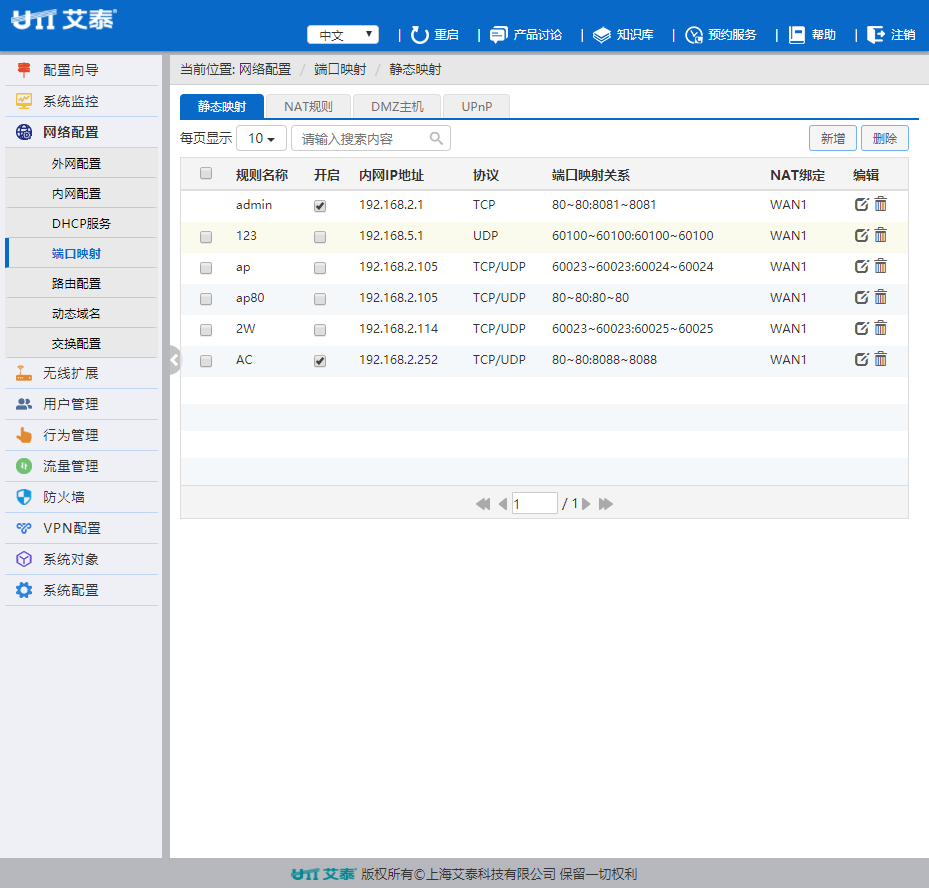 UTT 艾泰
中文 | 重启 | 产品讨论 | 知识库 | 预约服务 | 帮助 | 注销
配置向导
系统监控
网络配置
外网配置
内网配置
DHCP服务
端口映射
路由配置
动态域名
交换配置
无线扩展
用户管理
行为管理
流量管理
防火墙
VPN配置
系统对象
系统配置
当前位置: 网络配置 / 端口映射 / 静态映射
静态映射 NAT规则 DMZ主机 UPnP
每页显示 10 请输入搜索内容 新增 删除
规则名称 开启 内网IP地址 协议 端口映射关系 NAT绑定 编辑
admin 192.168.2.1 TCP 80~80:8081~8081 WAN1
123 192.168.5.1 UDP 60100~60100:60100~60100 WAN1
ap 192.168.2.105 TCP/UDP 60023~60023:60024~60024 WAN1
ap80 192.168.2.105 TCP/UDP 80~80:80~80 WAN1
2W 192.168.2.114 TCP/UDP 60023~60023:60025~60025 WAN1
AC 192.168.2.252 TCP/UDP 80~80:8088~8088 WAN1
1 / 1
UTT 艾泰 版权所有©上海艾泰科技有限公司 保留一切权利